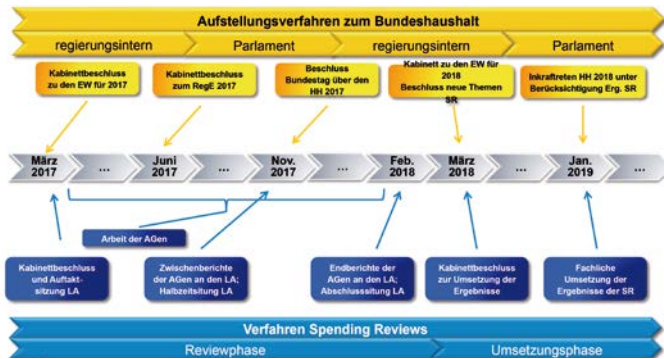 Aufstellungsverfahren zum Bundeshaushalt
regierungsintern
Parlament
regierungsintern
Parlament
Kabinettbeschluss
zu den EW für 2017
Kabinettbeschluss
zum RegE 2017
Beschluss
Bundestag über den
HH 2017
Kabinett zu den EW für
2018
Beschluss neue Themen
SR
Inkraftreten HH 2018 unter
Berücksichtigung Erg. SR
März
2017
...
Juni
2017
...
Nov.
2017
...
Feb.
2018
März
2018
...
Jan.
2019
...
Arbeit der AGen
Kabinettbeschluss
und Auftakt-
sitzung LA
Zwischenberichte
der AGen an den LA;
Halbzeitsitung LA
Endberichte der
AGen an den LA;
Abschlusssitung LA
Kabinettbeschluss
zur Umsetzung der
Ergebnisse
Fachliche
Umsetzung der
Ergebnisse der SR
Verfahren Spending Reviews
Reviewphase
Umsetzungsphase